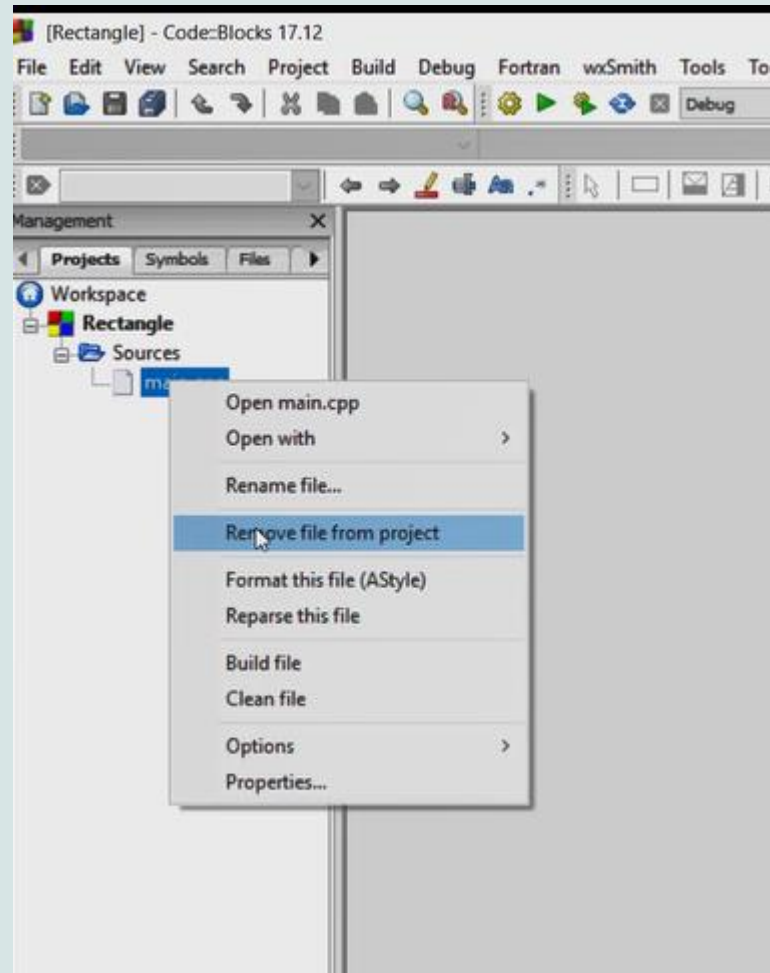 [Rectangle] - Code::Blocks 17.12
File Edit View Search Project Build Debug Fortran wxSmith Tools
Debug
Management
Projects Symbols Files
Workspace
Rectangle
Sources
Open main.cpp
Open with
Rename file...
Remove file from project
Format this file (AStyle)
Reparse this file
Build file
Clean file
Options
Properties...